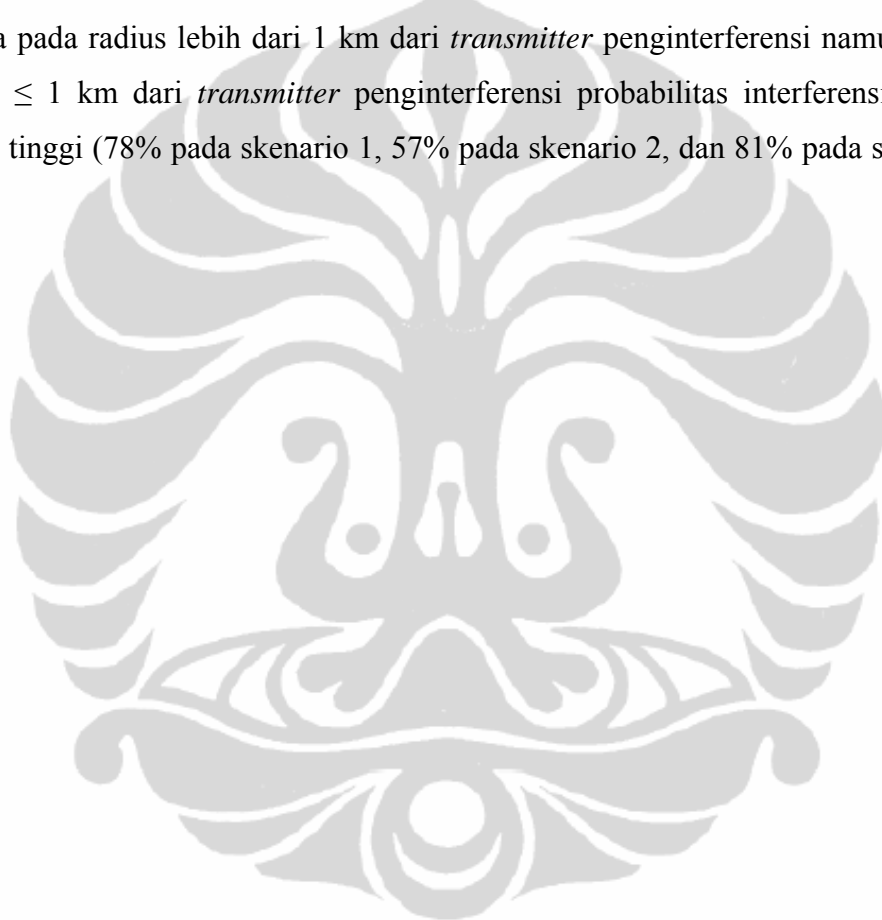 pada radius lebih dari 1 km dari transmitter penginterferensi
≤ 1 km dari transmitter penginterferensi probabilitas interferensi
tinggi (78% pada skenario 1, 57% pada skenario 2, dan 81% pada